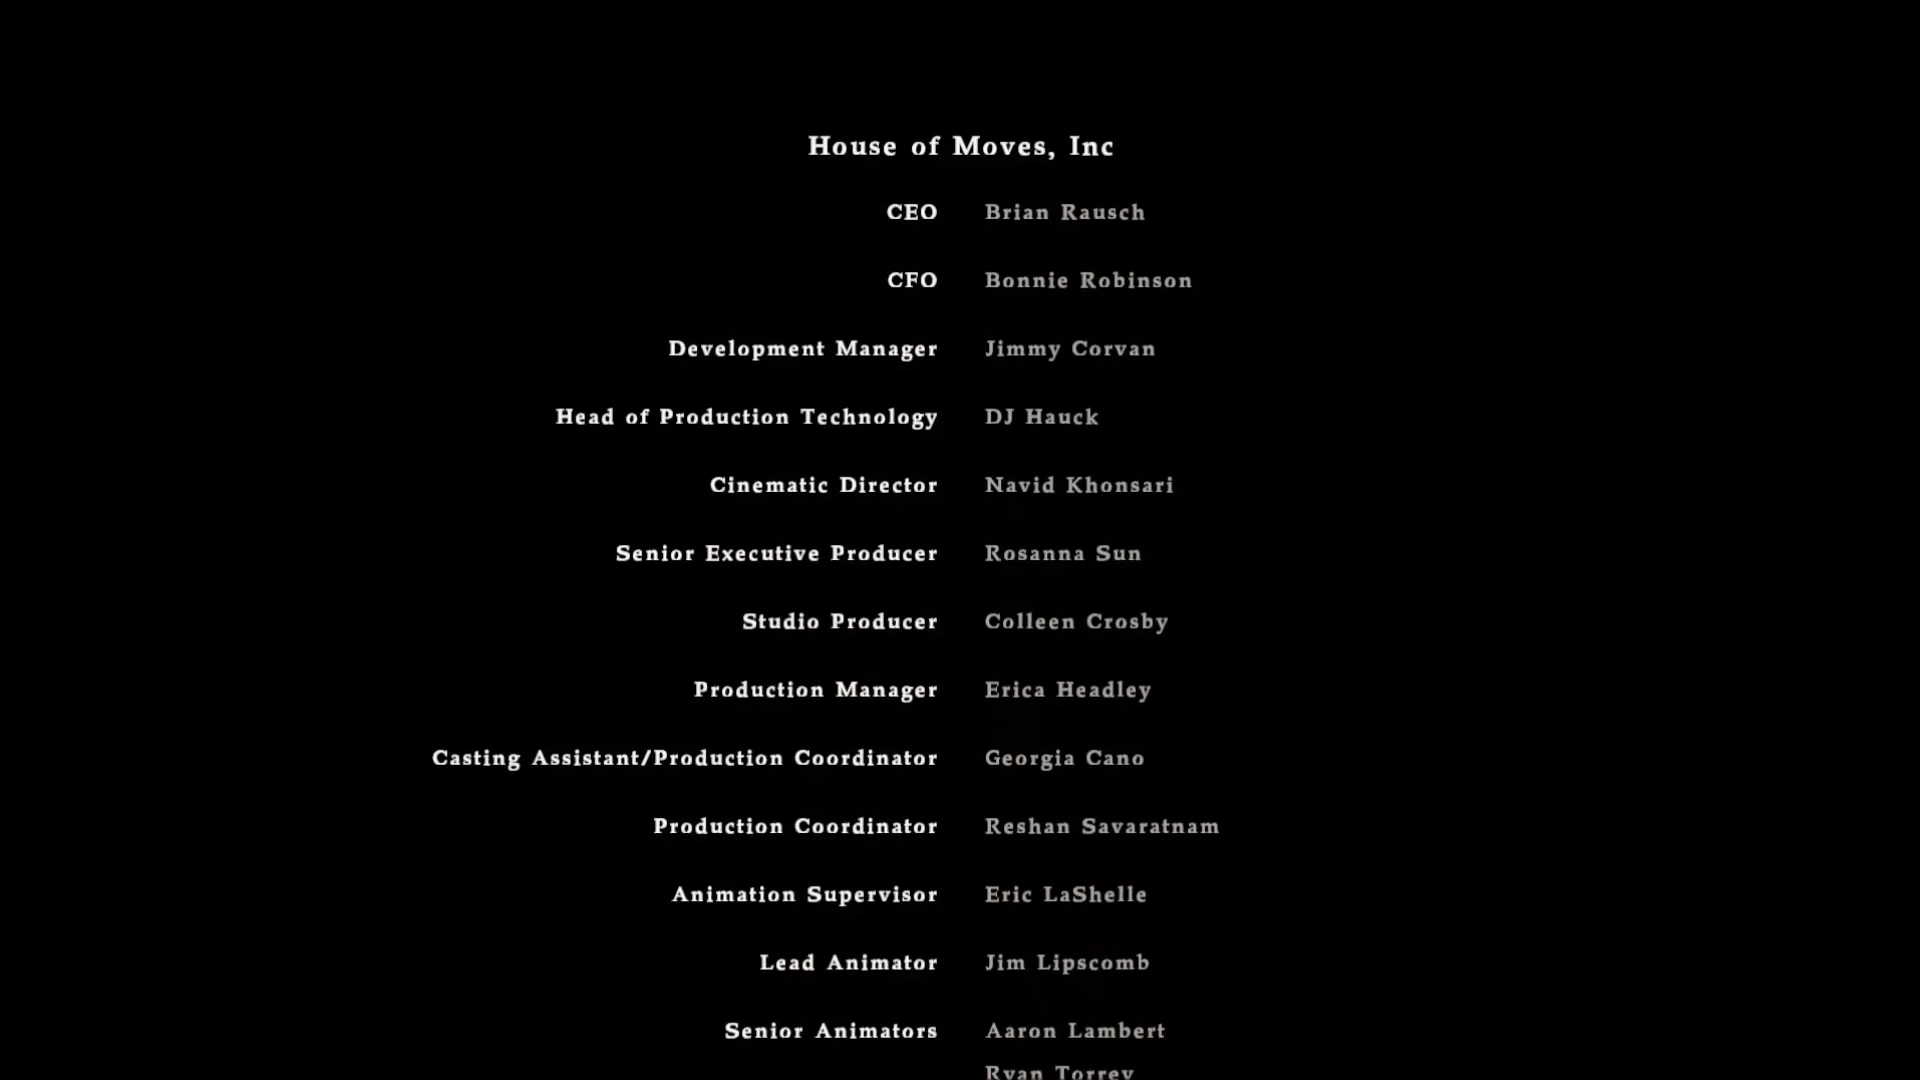 House of Moves, Inc
CEO Brian Rausch
CFO Bonnie Robinson
Development Manager Jimmy Corvan
Head of Production Technology DJ Hauck
Cinematic Director Navid Khonsari
Senior Executive Producer Rosanna Sun
Studio Producer Colleen Crosby
Production Manager Erica Headley
Casting Assistant/Production Coordinator Georgia Cano
Production Coordinator Reshan Savaratnam
Animation Supervisor Eric LaShelle
Lead Animator Jim Lipscomb
Senior Animators Aaron Lambert
Ryan Torrey